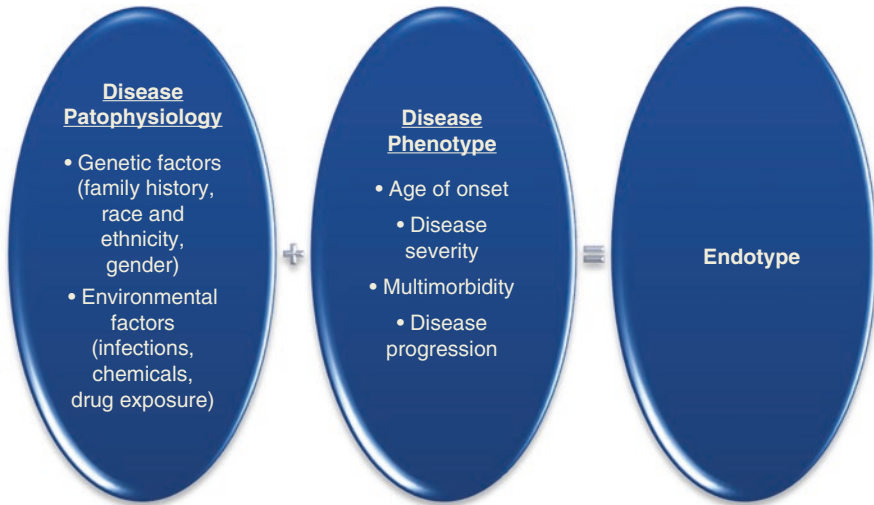 Disease
Patophysiology
• Genetic factors
(family history,
race and
ethnicity,
gender)
• Environmental
factors
(infections,
chemicals,
drug exposure)
+
Disease
Phenotype
• Age of onset
• Disease
severity
• Multimorbidity
• Disease
progression
≡
Endotype